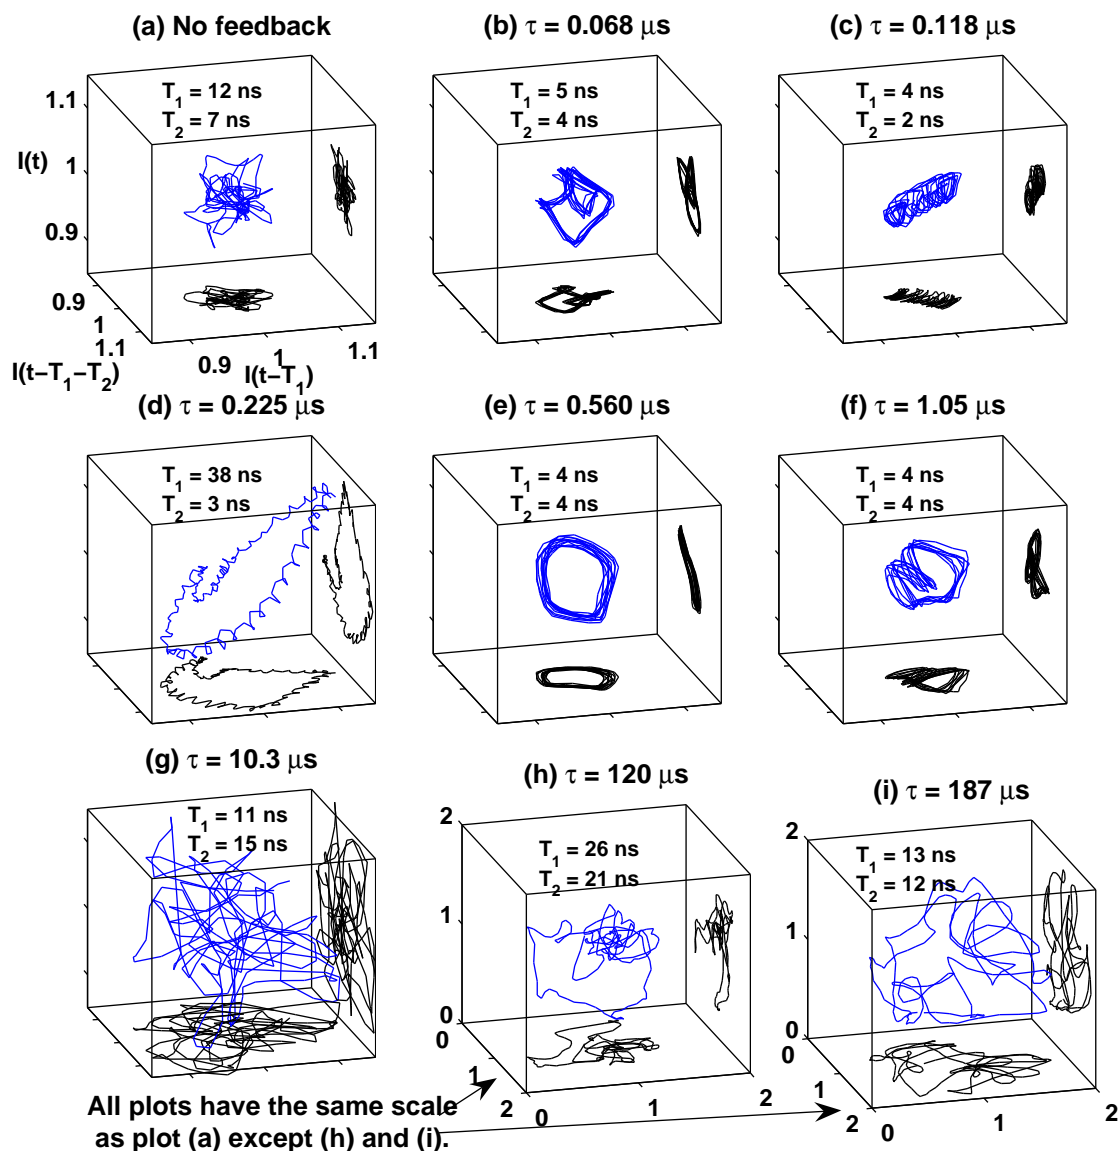 (a) No feedback
T1 = 12 ns
T2 = 7 ns
1.1
I(t)
1
0.9
0.9
1
1.1
0.9
1
1.1
I(t−T1−T2)
I(t−T1)
(b) τ = 0.068 μs
T1 = 5 ns
T2 = 4 ns
(c) τ = 0.118 μs
T1 = 4 ns
T2 = 2 ns
(d) τ = 0.225 μs
T1 = 38 ns
T2 = 3 ns
(e) τ = 0.560 μs
T1 = 4 ns
T2 = 4 ns
(f) τ = 1.05 μs
T1 = 4 ns
T2 = 4 ns
(g) τ = 10.3 μs
T1 = 11 ns
T2 = 15 ns
(h) τ = 120 μs
2
T1 = 26 ns
T2 = 21 ns
1
0
0
1
2
0
1
2
(i) τ = 187 μs
2
T1 = 13 ns
T2 = 12 ns
1
0
0
1
2
0
1
2
All plots have the same scale
as plot (a) except (h) and (i).